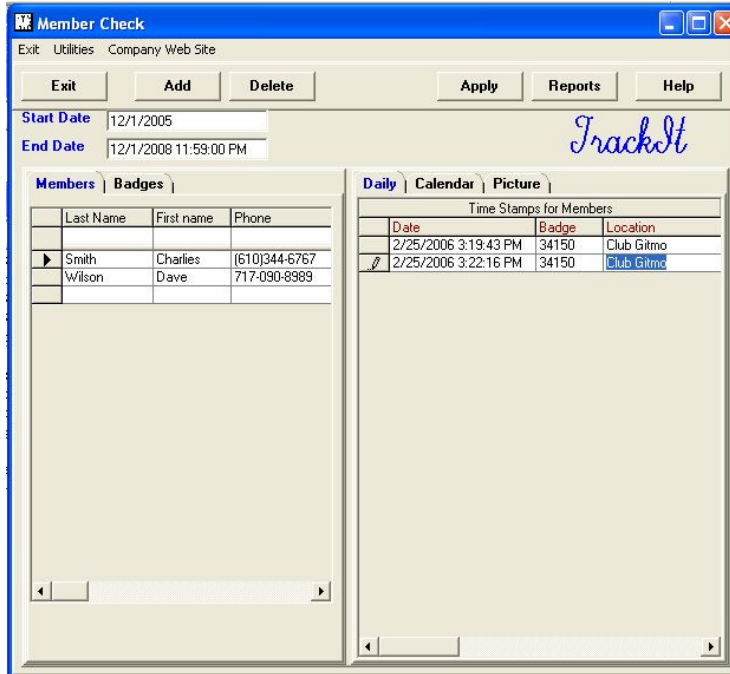 Member Check
Exit Utilities Company Web Site
Exit Add Delete Apply Reports Help
Start Date 12/1/2005
End Date 12/1/2008 11:59:00 PM
TrackIt
Members Badges
Last Name First name Phone
Smith Charlies (610)344-6767
Wilson Dave 717-090-8989
Daily Calendar Picture
Time Stamps for Members
Date Badge Location
2/25/2006 3:19:43 PM 34150 Club Gitmo
2/25/2006 3:22:16 PM 34150 Club Gitmo